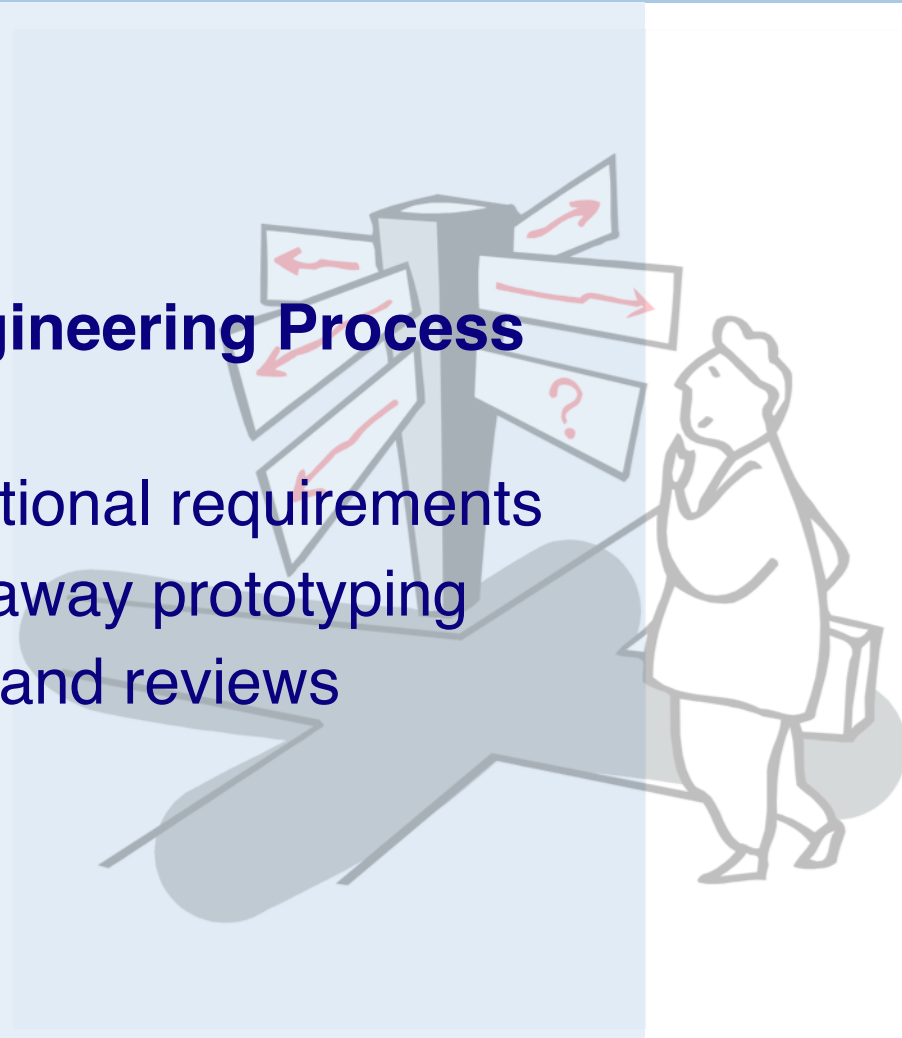 gineering Process
?
tional requirements
away prototyping
and reviews